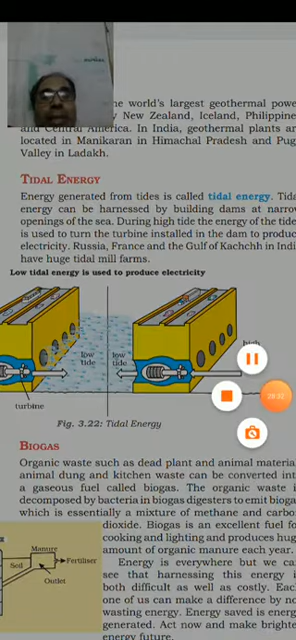 he world's largest geothermal powe
New Zealand, Iceland, Philippine
and Central America. In India, geothermal plants ar
located in Manikaran in Himachal Pradesh and Pug
Valley in Ladakh.
TIDAL ENERGY
Energy generated from tides is called tidal energy. Tida
energy can be harnessed by building dams at narro
openings of the sea. During high tide the energy of the tide
is used to turn the turbine installed in the dam to produc
electricity. Russia, France and the Gulf of Kachchh in Indi
have huge tidal mill farms.
Low tidal energy is used to produce electricity
low tide
low tide
high
turbine
Fig. 3.22: Tidal Energy
BIOGAS
Organic waste such as dead plant and animal materia
animal dung and kitchen waste can be converted int
a gaseous fuel called biogas. The organic waste i
decomposed by bacteria in biogas digesters to emit bioga
which is essentially a mixture of methane and carbo
dioxide. Biogas is an excellent fuel fo
cooking and lighting and produces hug
amount of organic manure each year.
Energy is everywhere but we ca
see that harnessing this energy i
both difficult as well as costly. Each
one of us can make a difference by no
wasting energy. Energy saved is energ
generated. Act now and make brighte
energy future.
Manure
Fertiliser
Soil
Outlet